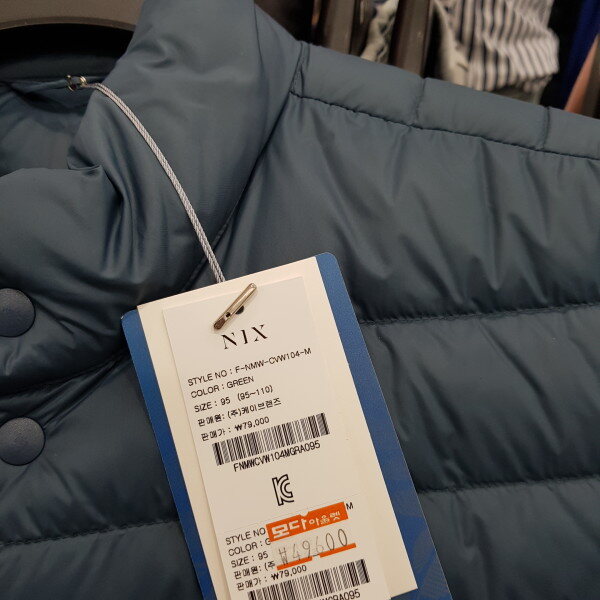 NIX
STYLE NO : F-NMW-CVW104-M
COLOR : GREEN
SIZE : 95 (95~110)
판매원: (주)케이브랜즈
판매가 : ₩79,000
FNMWCVW104MGRA095
STYLE NO
모다아울렛
COLOR : G
SIZE : 95
₩49,600
판매원: (주)
판매가 : ₩79,000
MGRA095